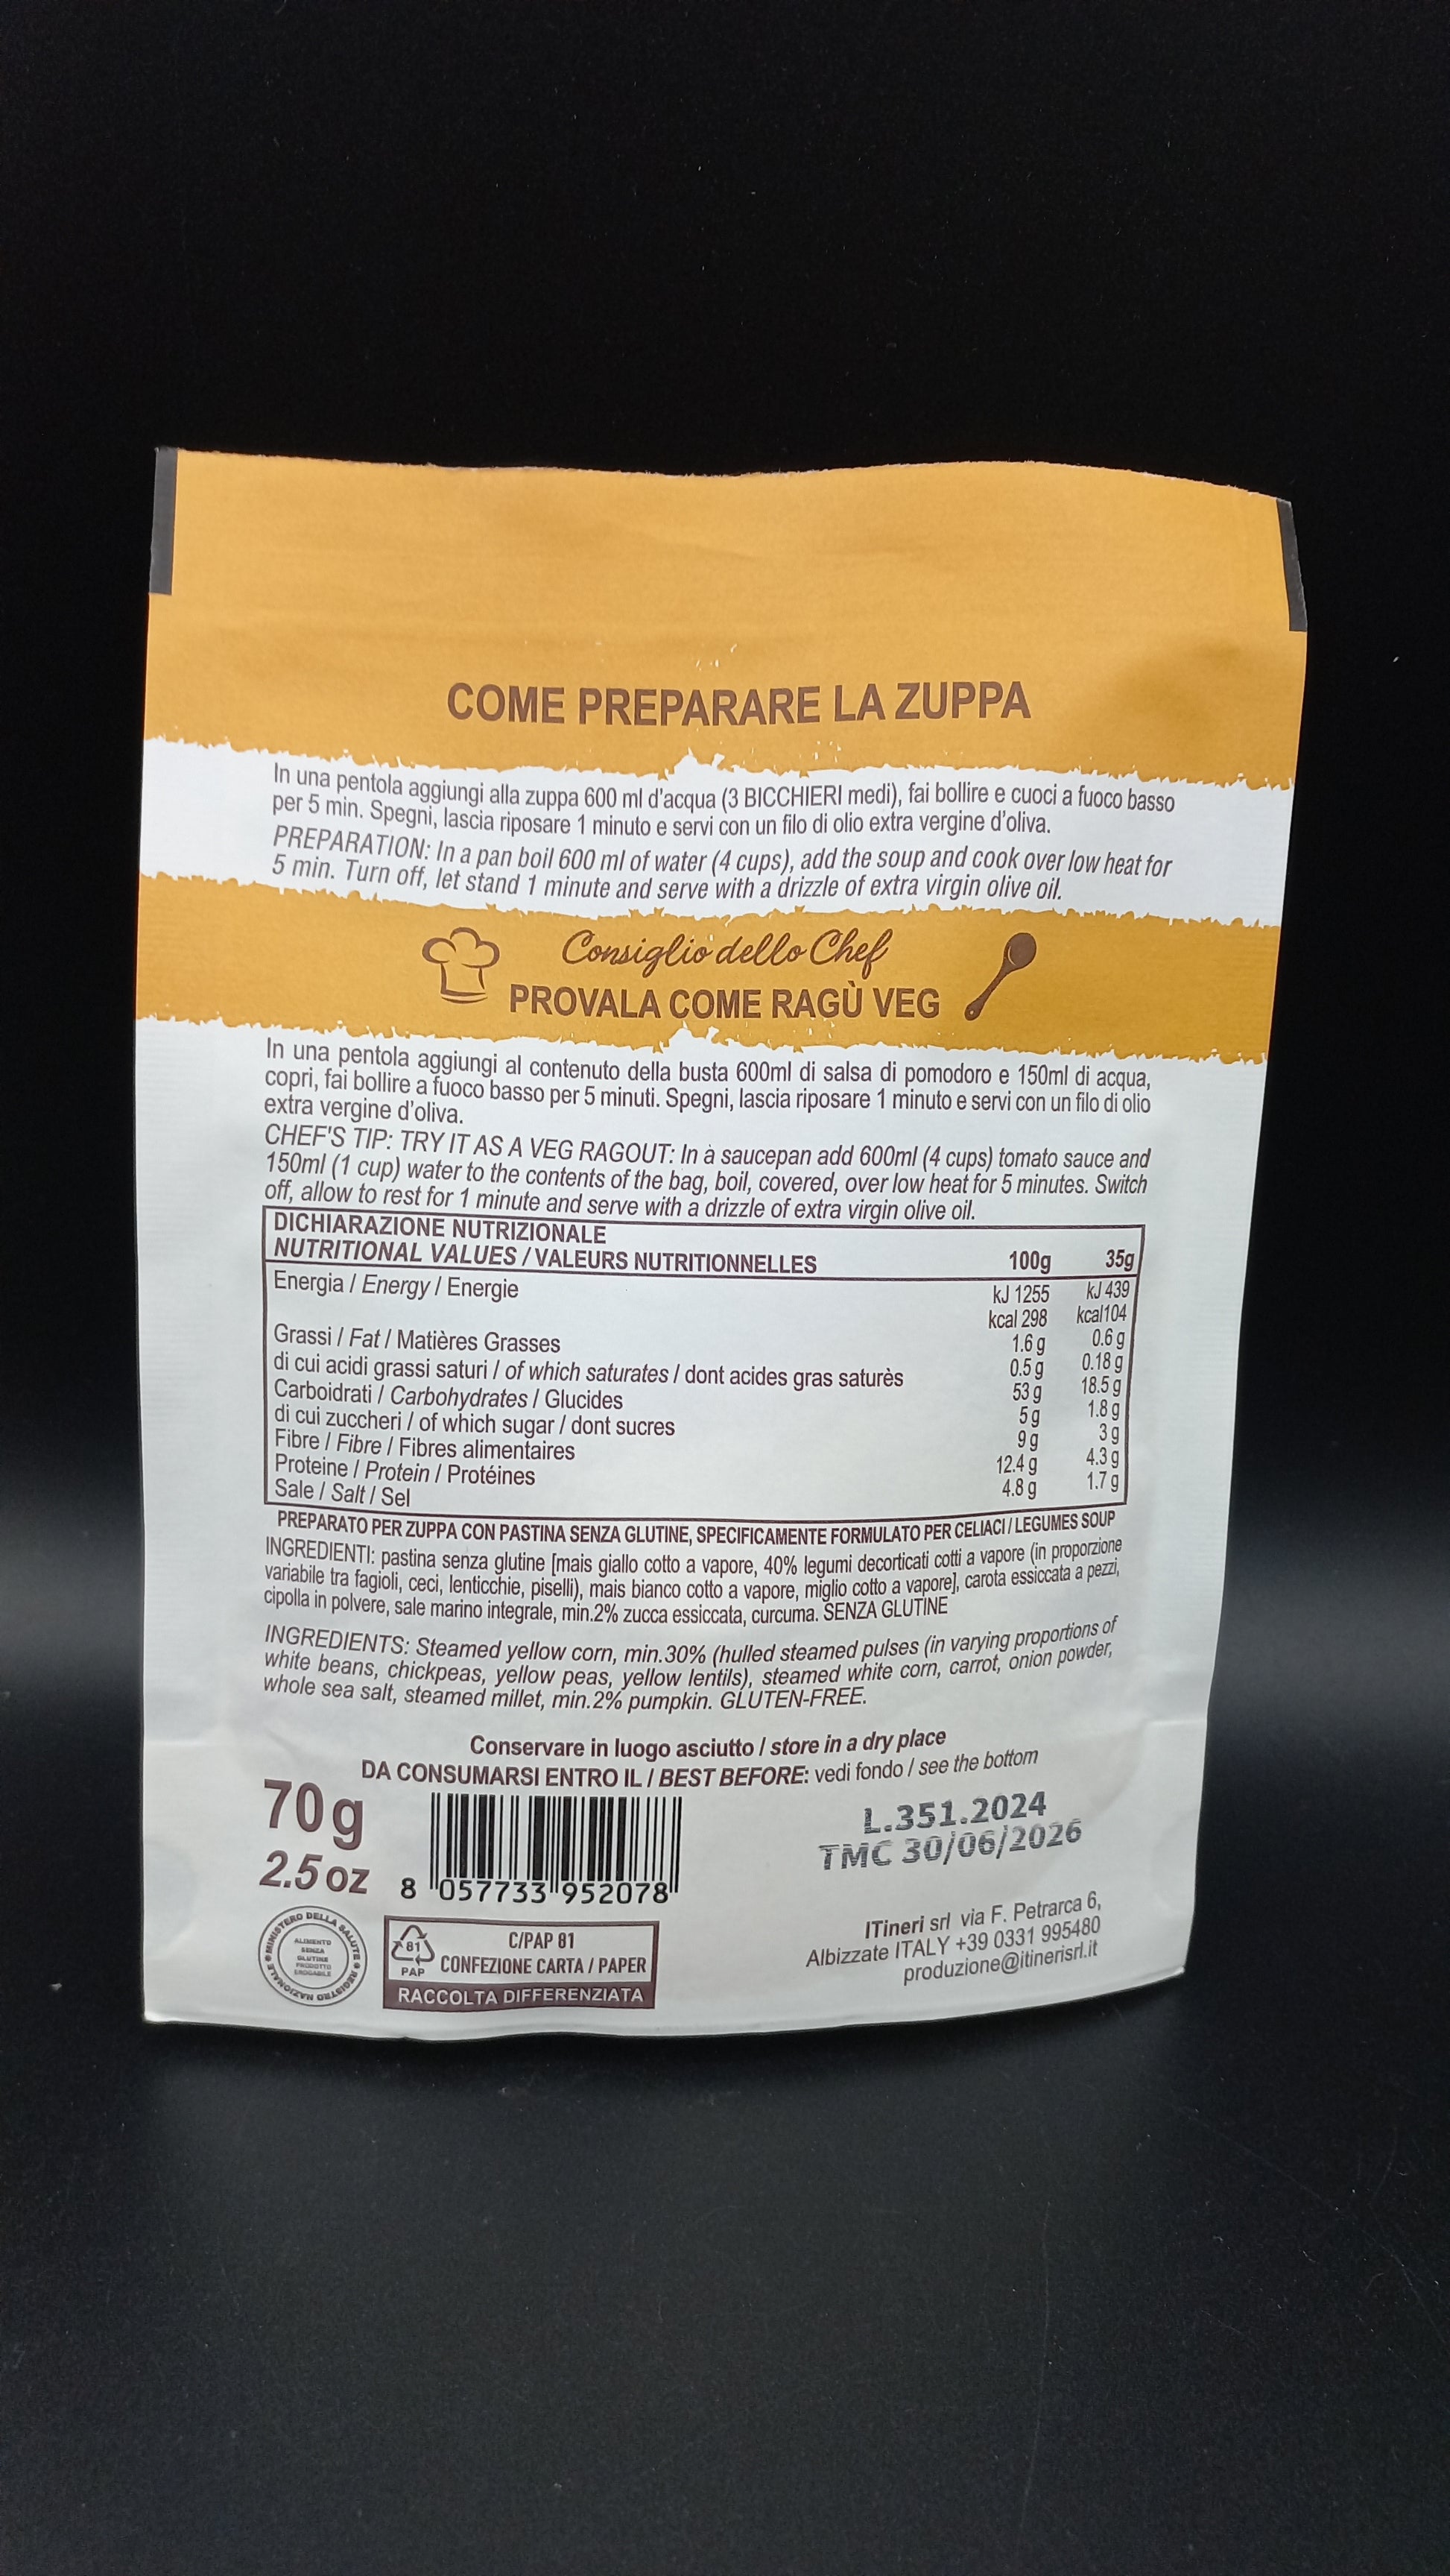 COME PREPARARE LA ZUPPA
In una pentola aggiungi alla zuppa 600 ml d'acqua (3 BICCHIERI medi), fai bollire e cuoci a fuoco basso
per 5 min. Spegni, lascia riposare 1 minuto e servi con un filo di olio extra vergine d'oliva.
PREPARATION: In a pan boil 600 ml of water (4 cups), add the soup and cook over low heat for
5 min. Turn off, let stand 1 minute and serve with a drizzle of extra virgin olive oil.
Consiglio dello Chef
PROVALA COME RAGÙ VEG
In una pentola aggiungi al contenuto della busta 600ml di salsa di pomodoro e 150ml di acqua,
copri, fai bollire a fuoco basso per 5 minuti. Spegni, lascia riposare 1 minuto e servi con un filo di olio
extra vergine d'oliva.
CHEF'S TIP: TRY IT AS A VEG RAGOUT: In à saucepan add 600ml (4 cups) tomato sauce and
150ml (1 cup) water to the contents of the bag, boil, covered, over low heat for 5 minutes. Switch
off, allow to rest for 1 minute and serve with a drizzle of extra virgin olive oil.
DICHIARAZIONE NUTRIZIONALE
NUTRITIONAL VALUES / VALEURS NUTRITIONNELLES 100g 35g
Energia / Energy / Energie kJ 1255 kJ 439
kcal 298 kcal104
Grassi / Fat / Matières Grasses 1.6 g 0.6 g
di cui acidi grassi saturi / of which saturates / dont acides gras saturès 0.5 g 0.18 g
Carboidrati / Carbohydrates / Glucides 53 g 18.5 g
di cui zuccheri / of which sugar / dont sucres 5 g 1.8 g
Fibre / Fibre / Fibres alimentaires 9 g 3 g
Proteine / Protein / Protéines 12.4 g 4.3 g
Sale / Salt / Sel 4.8 g 1.7 g
PREPARATO PER ZUPPA CON PASTINA SENZA GLUTINE, SPECIFICAMENTE FORMULATO PER CELIACI / LEGUMES SOUP
INGREDIENTI: pastina senza glutine [mais giallo cotto a vapore, 40% legumi decorticati cotti a vapore (in proporzione
variabile tra fagioli, ceci, lenticchie, piselli), mais bianco cotto a vapore, miglio cotto a vapore], carota essiccata a pezzi,
cipolla in polvere, sale marino integrale, min.2% zucca essiccata, curcuma. SENZA GLUTINE
INGREDIENTS: Steamed yellow corn, min.30% (hulled steamed pulses (in varying proportions of
white beans, chickpeas, yellow peas, yellow lentils), steamed white corn, carrot, onion powder,
whole sea salt, steamed millet, min.2% pumpkin. GLUTEN-FREE.
Conservare in luogo asciutto / store in a dry place
DA CONSUMARSI ENTRO IL / BEST BEFORE: vedi fondo / see the bottom
70g
2.5 oz
8 057733 952078
L.351.2024
TMC 30/06/2026
MINISTERO DELLA SALUTE REGISTRO NAZIONALE
ALIMENTO
SENZA
GLUTINE
PRODOTTO
EROGABILE
81
PAP
C/PAP 81
CONFEZIONE CARTA / PAPER
RACCOLTA DIFFERENZIATA
ITineri srl via F. Petrarca 6,
Albizzate ITALY +39 0331 995480
produzione@itinerisrl.it